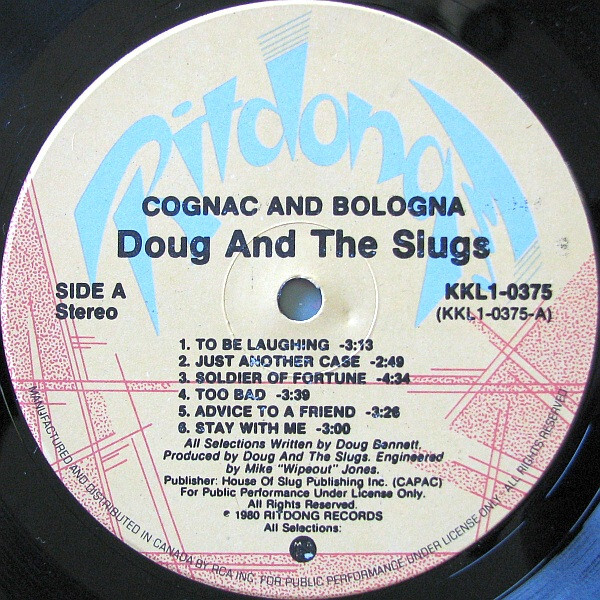 Ritdong
COGNAC AND BOLOGNA
Doug And The Slugs
SIDE A
Stereo
KKL1-0375
(KKL1-0375-A)
1. TO BE LAUGHING -3:13
2. JUST ANOTHER CASE -2:49
3. SOLDIER OF FORTUNE -4:34
4. TOO BAD -3:39
5. ADVICE TO A FRIEND -3:26
6. STAY WITH ME -3:00
All Selections Written by Doug Bennett.
Produced by Doug And The Slugs. Engineered
by Mike "Wipeout" Jones.
Publisher: House Of Slug Publishing Inc. (CAPAC)
For Public Performance Under License Only.
All Rights Reserved.
℗ 1980 RITDONG RECORDS
All Selections:
MANUFACTURED AND DISTRIBUTED IN CANADA BY RCA INC. FOR PUBLIC PERFORMANCE UNDER LICENSE ONLY. ALL RIGHTS RESERVED